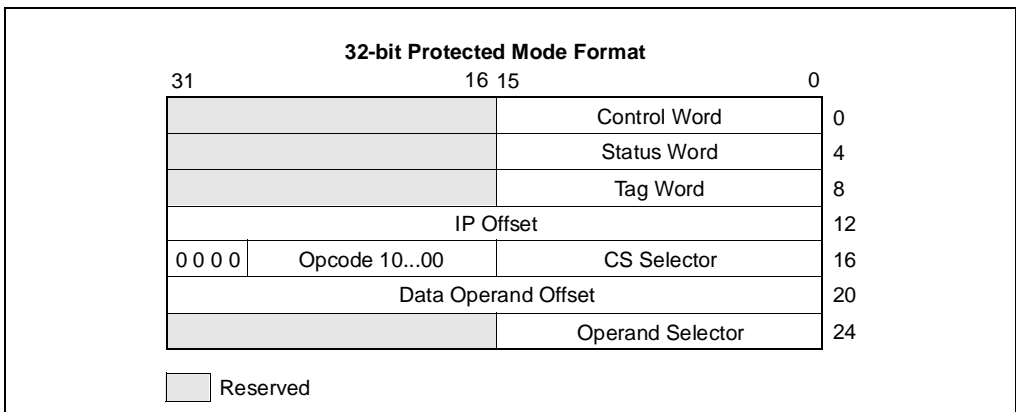 32-bit Protected Mode Format
31 16 15 0
Control Word 0
Status Word 4
Tag Word 8
IP Offset 12
0 0 0 0 Opcode 10...00 CS Selector 16
Data Operand Offset 20
Operand Selector 24
Reserved